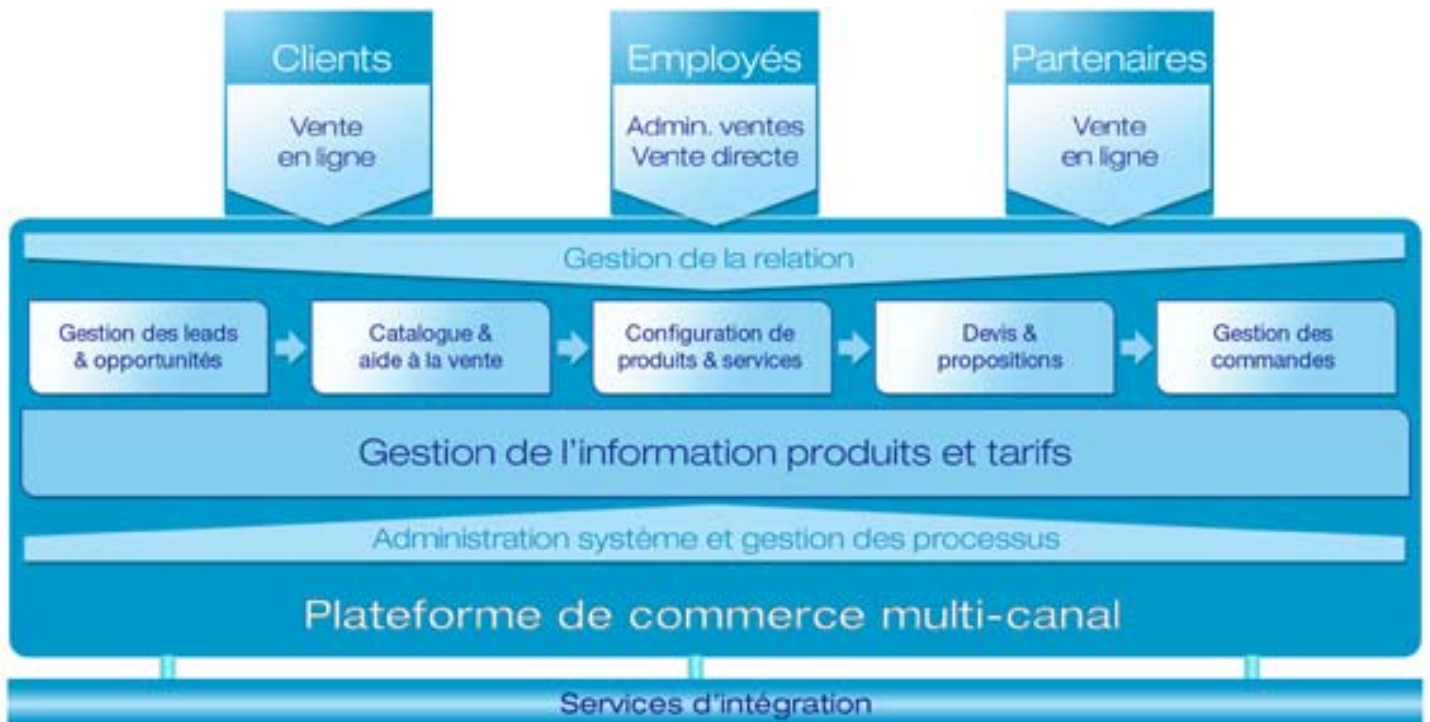 Clients
Employés
Partenaires
Vente
en ligne
Admin. ventes
Vente directe
Vente
en ligne
Gestion de la relation
Gestion des leads
& opportunités
Catalogue &
aide à la vente
Configuration de
produits & services
Devis &
propositions
Gestion des
commandes
Gestion de l'information produits et tarifs
Administration système et gestion des processus
Plateforme de commerce multi-canal
Services d'intégration